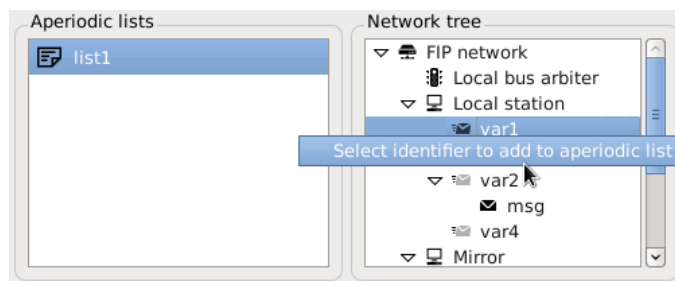 Aperiodic lists
list1
Network tree
FIP network
Local bus arbiter
Local station
var1
Select identifier to add to aperiodic list
var2
msg
var4
Mirror